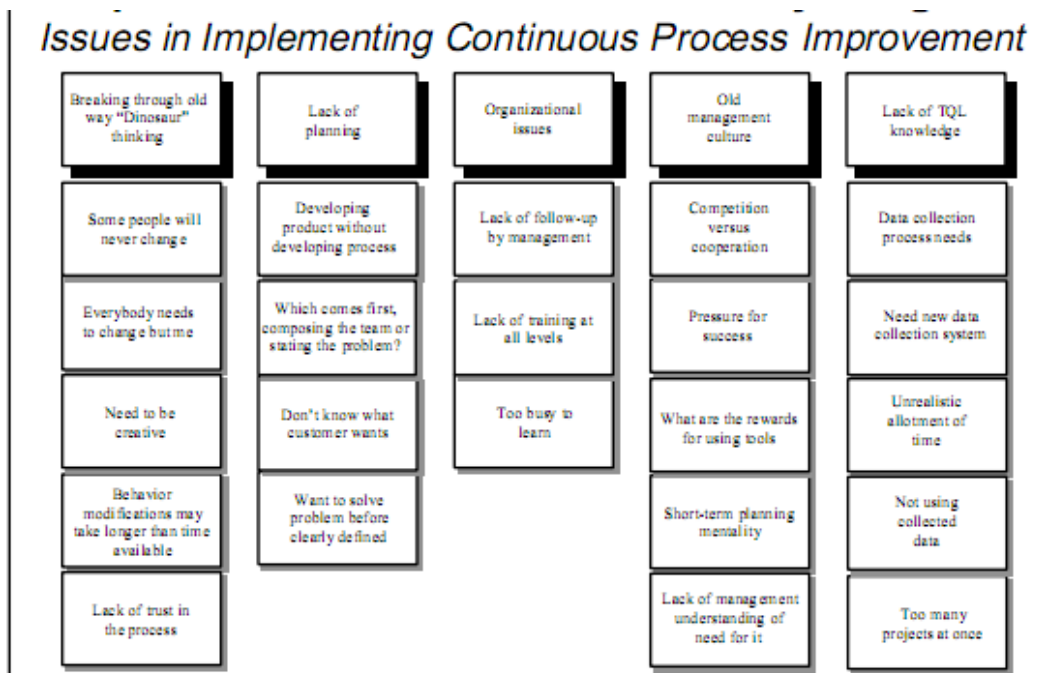 Issues in Implementing Continuous Process Improvement
Breaking through old
way “Dinosaur”
thinking
Some people will
never change
Everybody needs
to change but me
Need to be
creative
Behavior
modifications may
take longer than time
available
Lack of trust in
the process
Lack of
planning
Developing
product without
developing process
Which comes first,
composing the team or
stating the problem?
Don't know what
customer wants
Want to solve
problem before
clearly defined
Organizational
issues
Lack of follow-up
by management
Lack of training at
all levels
Too busy to
learn
Old
management
culture
Competition
versus
cooperation
Pressure for
success
What are the rewards
for using tools
Short-term planning
mentality
Lack of management
understanding of
need for it
Lack of TQL
knowledge
Data collection
process needs
Need new data
collection system
Unrealistic
allotment of
time
Not using
collected
data
Too many
projects at once